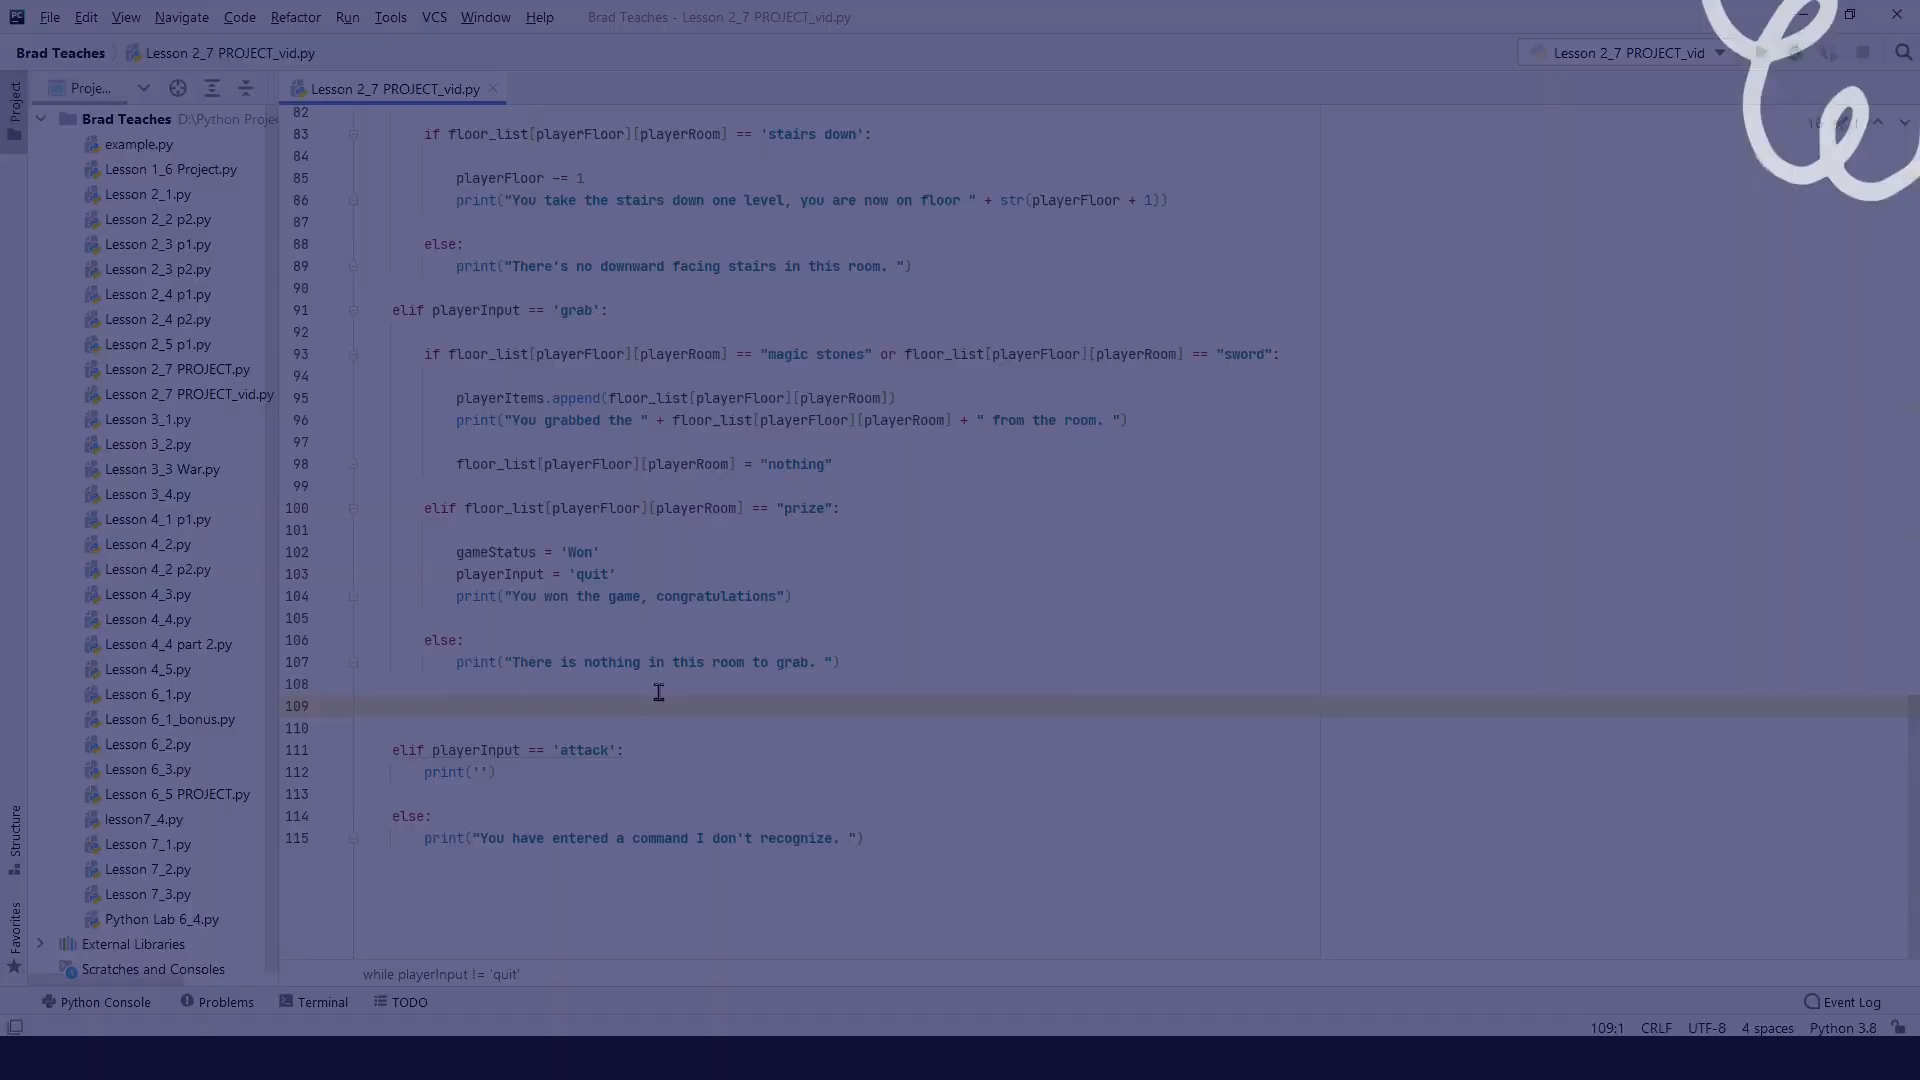 PC File Edit View Navigate Code Refactor Run Tools VCS Window Help Brad Teaches - Lesson 2_7 PROJECT_vid.py
Brad Teaches Lesson 2_7 PROJECT_vid.py Lesson 2_7 PROJECT_vid
Project
Proje...
Lesson 2_7 PROJECT_vid.py
Brad Teaches D:\Python Proje
example.py
Lesson 1_6 Project.py
Lesson 2_1.py
Lesson 2_2 p2.py
Lesson 2_3 p1.py
Lesson 2_3 p2.py
Lesson 2_4 p1.py
Lesson 2_4 p2.py
Lesson 2_5 p1.py
Lesson 2_7 PROJECT.py
Lesson 2_7 PROJECT_vid.py
Lesson 3_1.py
Lesson 3_2.py
Lesson 3_3 War.py
Lesson 3_4.py
Lesson 4_1 p1.py
Lesson 4_2.py
Lesson 4_2 p2.py
Lesson 4_3.py
Lesson 4_4.py
Lesson 4_4 part 2.py
Lesson 4_5.py
Lesson 6_1.py
Lesson 6_1_bonus.py
Lesson 6_2.py
Lesson 6_3.py
Lesson 6_5 PROJECT.py
lesson7_4.py
Lesson 7_1.py
Lesson 7_2.py
Lesson 7_3.py
Python Lab 6_4.py
External Libraries
Scratches and Consoles
Structure
Favorites
82
83 if floor_list[playerFloor][playerRoom] == 'stairs down':
84
85 playerFloor -= 1
86 print("You take the stairs down one level, you are now on floor " + str(playerFloor + 1))
87
88 else:
89 print("There's no downward facing stairs in this room. ")
90
91 elif playerInput == 'grab':
92
93 if floor_list[playerFloor][playerRoom] == "magic stones" or floor_list[playerFloor][playerRoom] == "sword":
94
95 playerItems.append(floor_list[playerFloor][playerRoom])
96 print("You grabbed the " + floor_list[playerFloor][playerRoom] + " from the room. ")
97
98 floor_list[playerFloor][playerRoom] = "nothing"
99
100 elif floor_list[playerFloor][playerRoom] == "prize":
101
102 gameStatus = 'Won'
103 playerInput = 'quit'
104 print("You won the game, congratulations")
105
106 else:
107 print("There is nothing in this room to grab. ")
108
109
110
111 elif playerInput == 'attack':
112 print('')
113
114 else:
115 print("You have entered a command I don't recognize. ")
while playerInput != 'quit'
Python Console Problems Terminal TODO Event Log
109:1 CRLF UTF-8 4 spaces Python 3.8